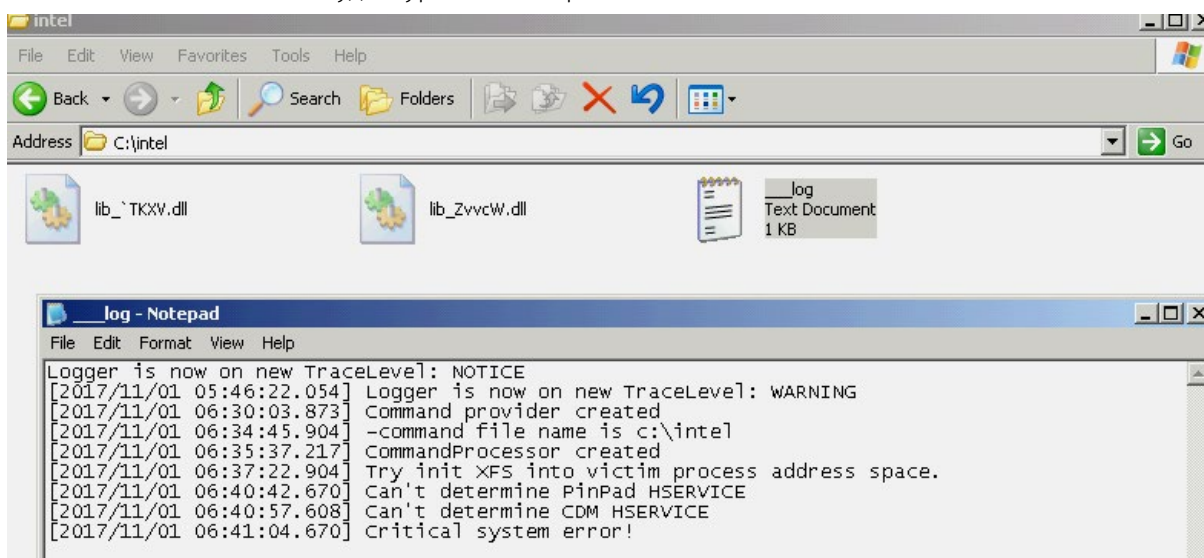 intel
File Edit View Favorites Tools Help
Back Search Folders
Address C:\intel Go
lib_`TKXV.dll
lib_ZvvcW.dll
___log
Text Document
1 KB
___log - Notepad
File Edit Format View Help
Logger is now on new TraceLevel: NOTICE
[2017/11/01 05:46:22.054] Logger is now on new TraceLevel: WARNING
[2017/11/01 06:30:03.873] Command provider created
[2017/11/01 06:34:45.904] -command file name is c:\intel
[2017/11/01 06:35:37.217] CommandProcessor created
[2017/11/01 06:37:22.904] Try init XFS into victim process address space.
[2017/11/01 06:40:42.670] Can't determine PinPad HSERVICE
[2017/11/01 06:40:57.608] Can't determine CDM HSERVICE
[2017/11/01 06:41:04.670] Critical system error!